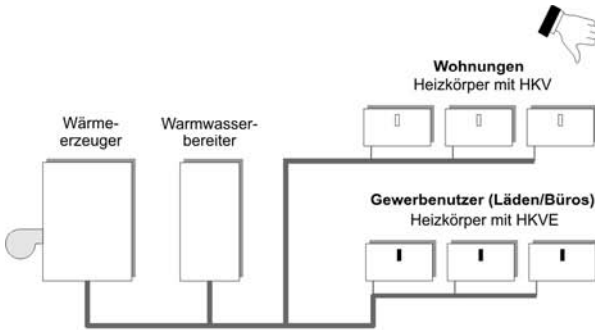 Wohnungen
Heizkörper mit HKV
Wärme-
erzeuger
Warmwasser-
bereiter
Gewerbenutzer (Läden/Büros)
Heizkörper mit HKVE